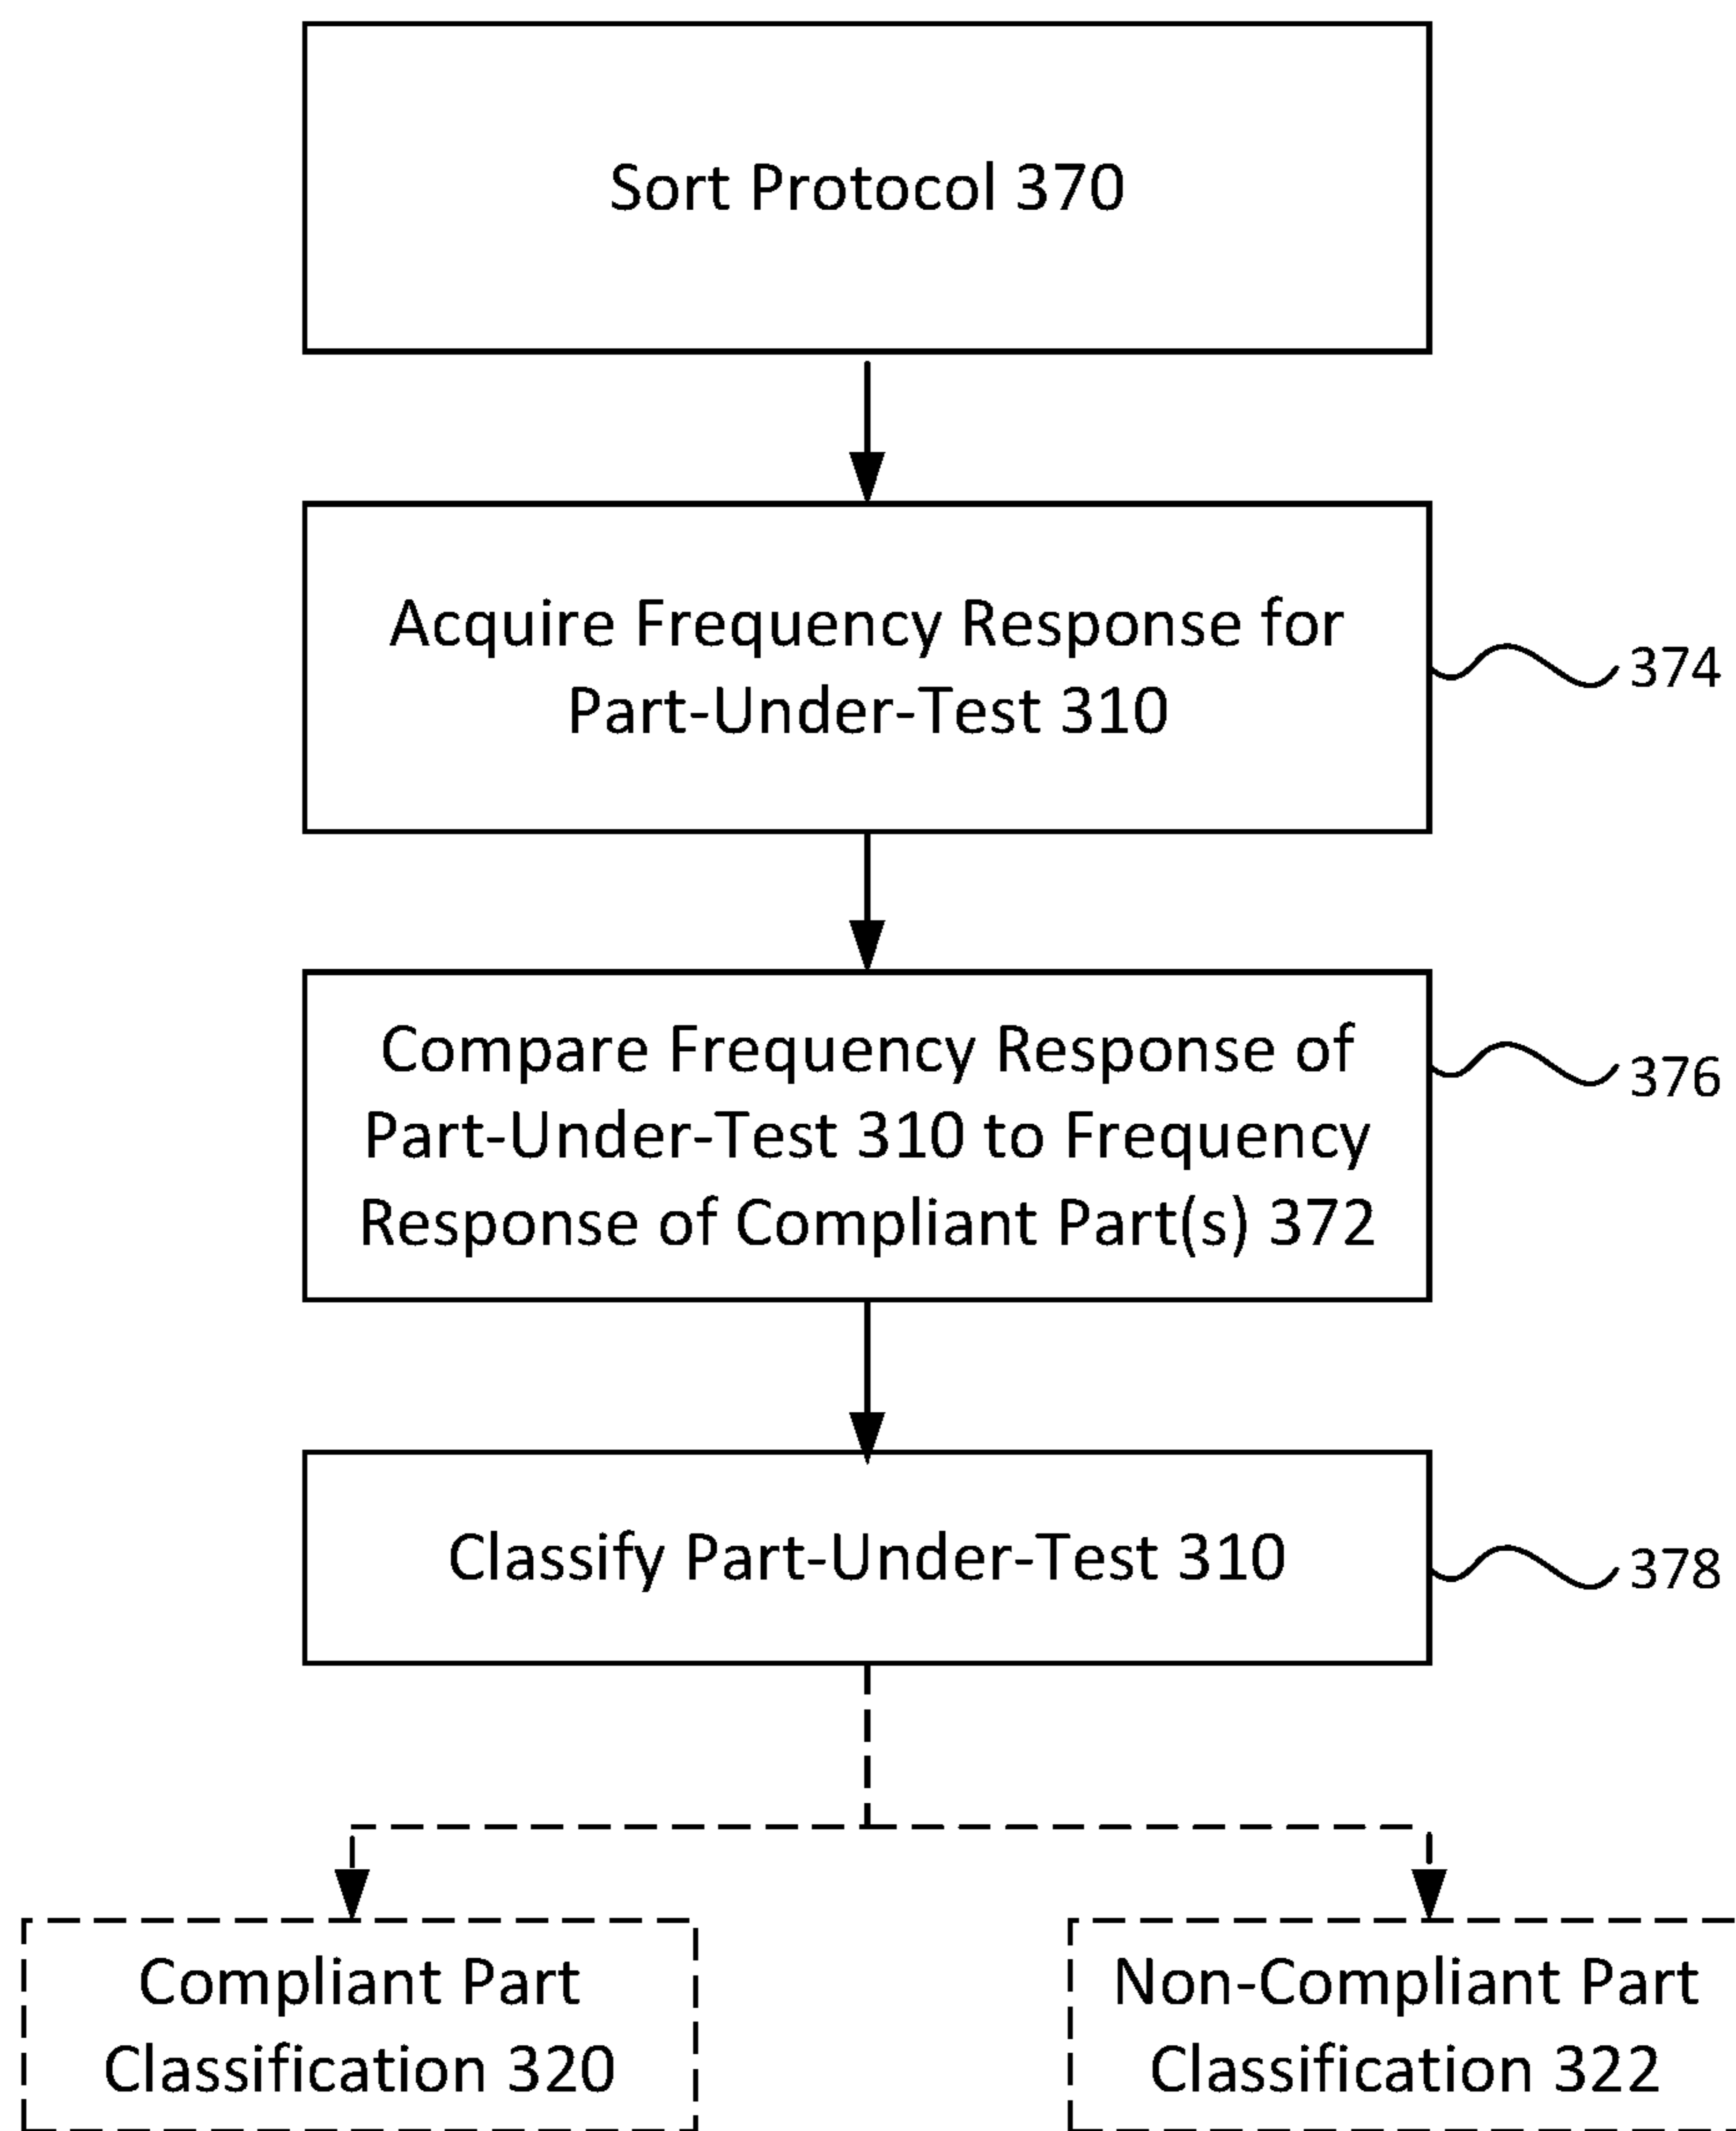 Sort Protocol 370
Acquire Frequency Response for
Part-Under-Test 310
374
Compare Frequency Response of
Part-Under-Test 310 to Frequency
Response of Compliant Part(s) 372
376
Classify Part-Under-Test 310
378
Compliant Part
Classification 320
Non-Compliant Part
Classification 322